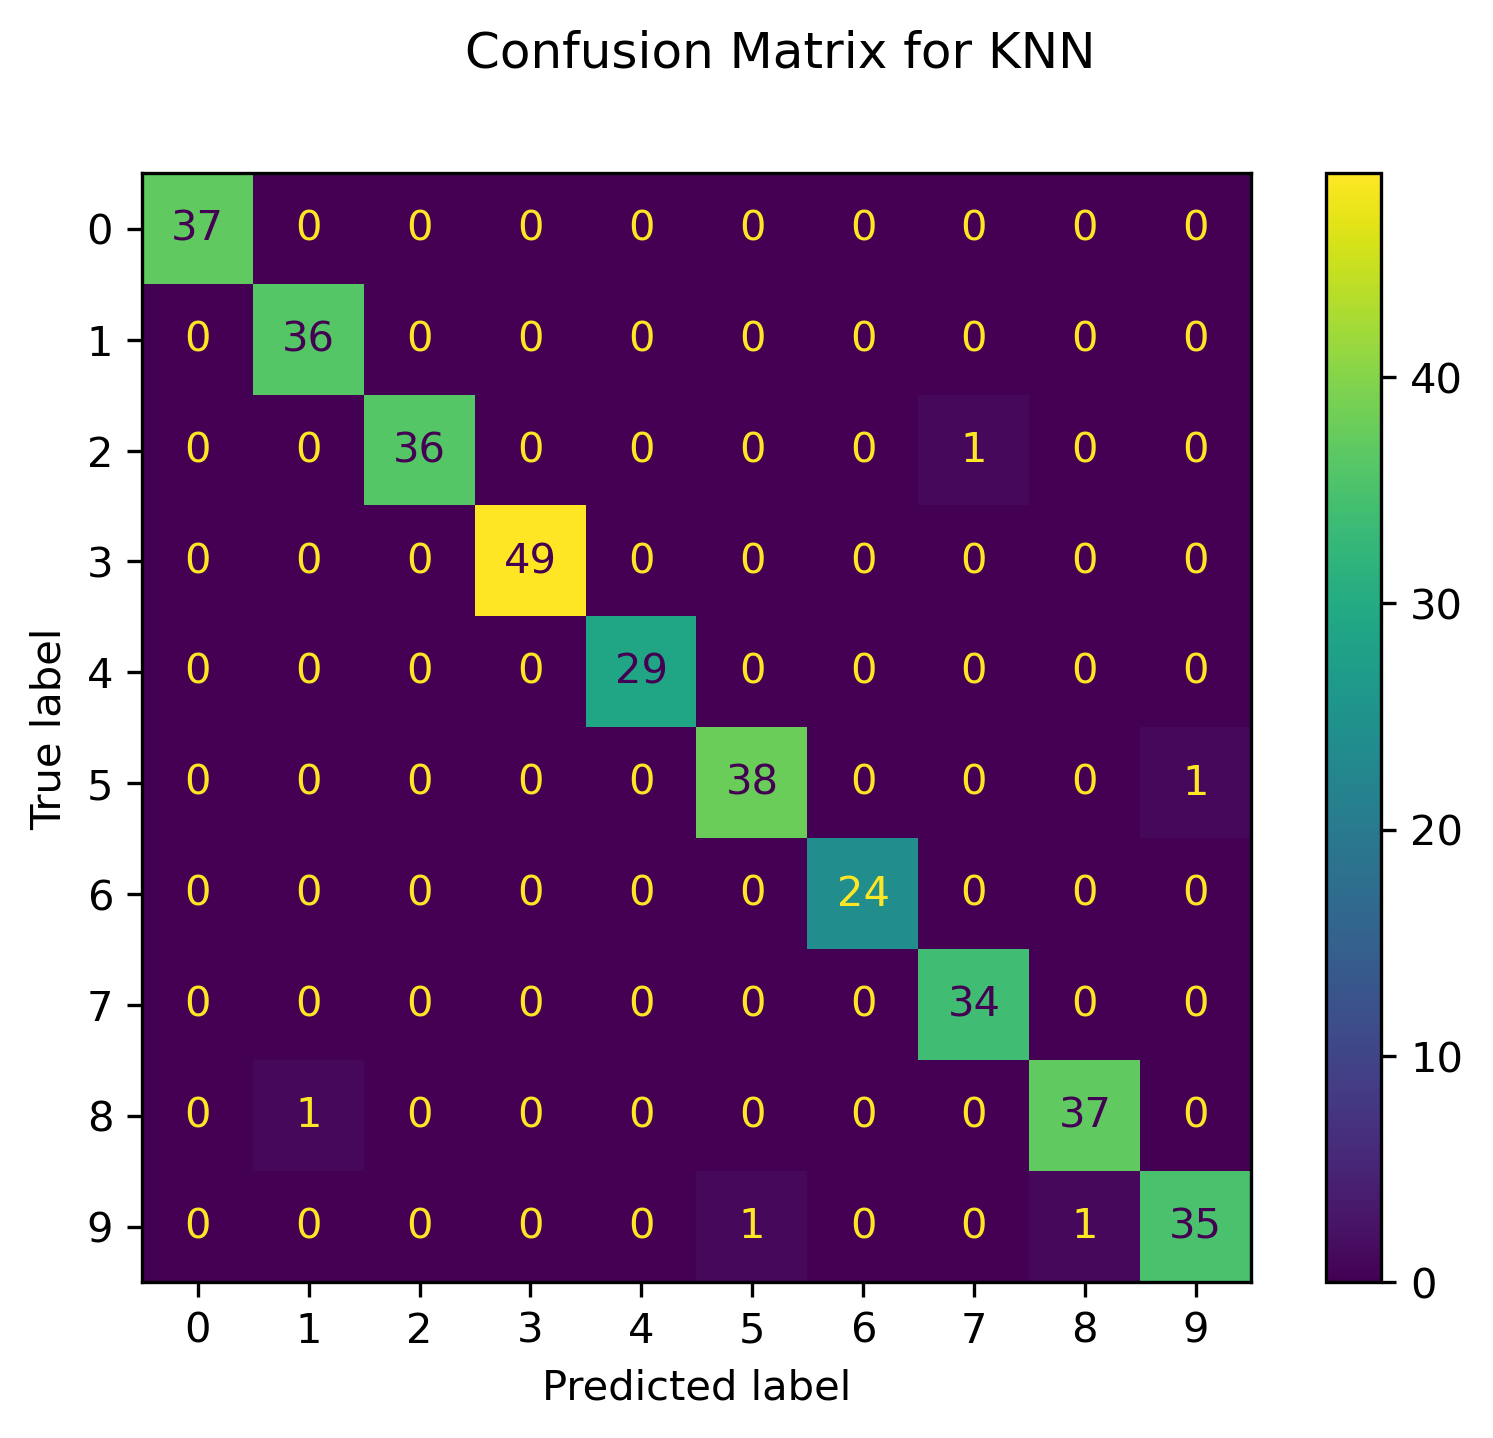 Confusion Matrix for KNN
0 37 0 0 0 0 0 0 0 0 0
1 0 36 0 0 0 0 0 0 0 0
2 0 0 36 0 0 0 0 1 0 0
3 0 0 0 49 0 0 0 0 0 0
4 0 0 0 0 29 0 0 0 0 0
5 0 0 0 0 0 38 0 0 0 1
6 0 0 0 0 0 0 24 0 0 0
7 0 0 0 0 0 0 0 34 0 0
8 0 1 0 0 0 0 0 0 37 0
9 0 0 0 0 0 1 0 0 1 35
0 1 2 3 4 5 6 7 8 9
Predicted label
True label
40
30
20
10
0